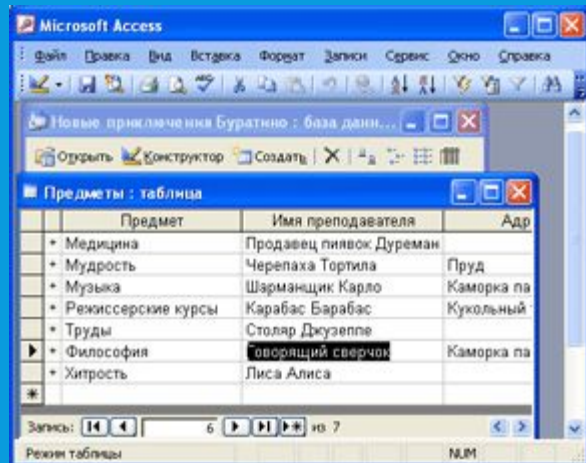 Microsoft Access
Файл Правка Вид Вставка Формат Записи Сервис Окно Справка
Новые приключения Буратино : база данн...
Открыть Конструктор Создать
Предметы : таблица
Предмет Имя преподавателя Адр
+ Медицина Продавец пиявок Дуреман
+ Мудрость Черепаха Тортила Пруд
+ Музыка Шарманщик Карло Каморка па
+ Режиссерские курсы Карабас Барабас Кукольный
+ Труды Столяр Джузеппе
+ Философия Говорящий сверчок Каморка па
+ Хитрость Лиса Алиса
Запись: 6 из 7
Режим таблицы NUM